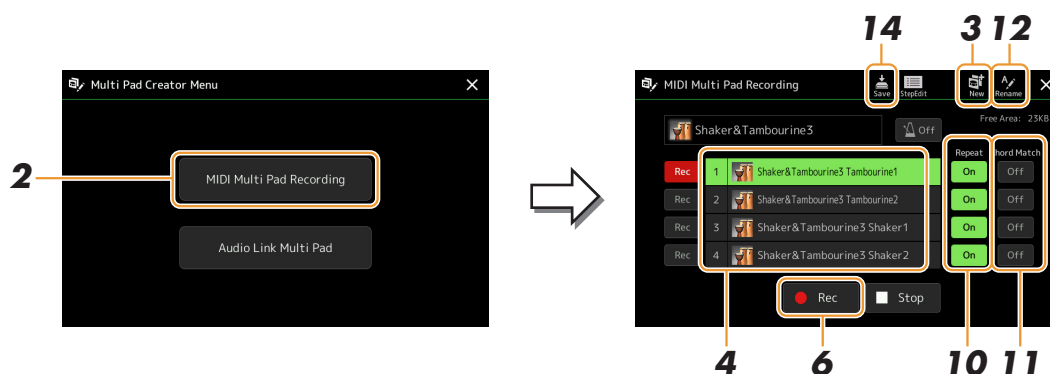 14
3 12
Multi Pad Creator Menu
MIDI Multi Pad Recording
Save
StepEdit
New
Rename
Free Area: 23KB
Shaker&Tambourine3
Off
Repeat
hord Match
2
MIDI Multi Pad Recording
Audio Link Multi Pad
Rec 1 Shaker&Tambourine3 Tambourine1 On Off
Rec 2 Shaker&Tambourine3 Tambourine2 On Off
Rec 3 Shaker&Tambourine3 Shaker1 On Off
Rec 4 Shaker&Tambourine3 Shaker2 On Off
Rec
Stop
4 6 10 11